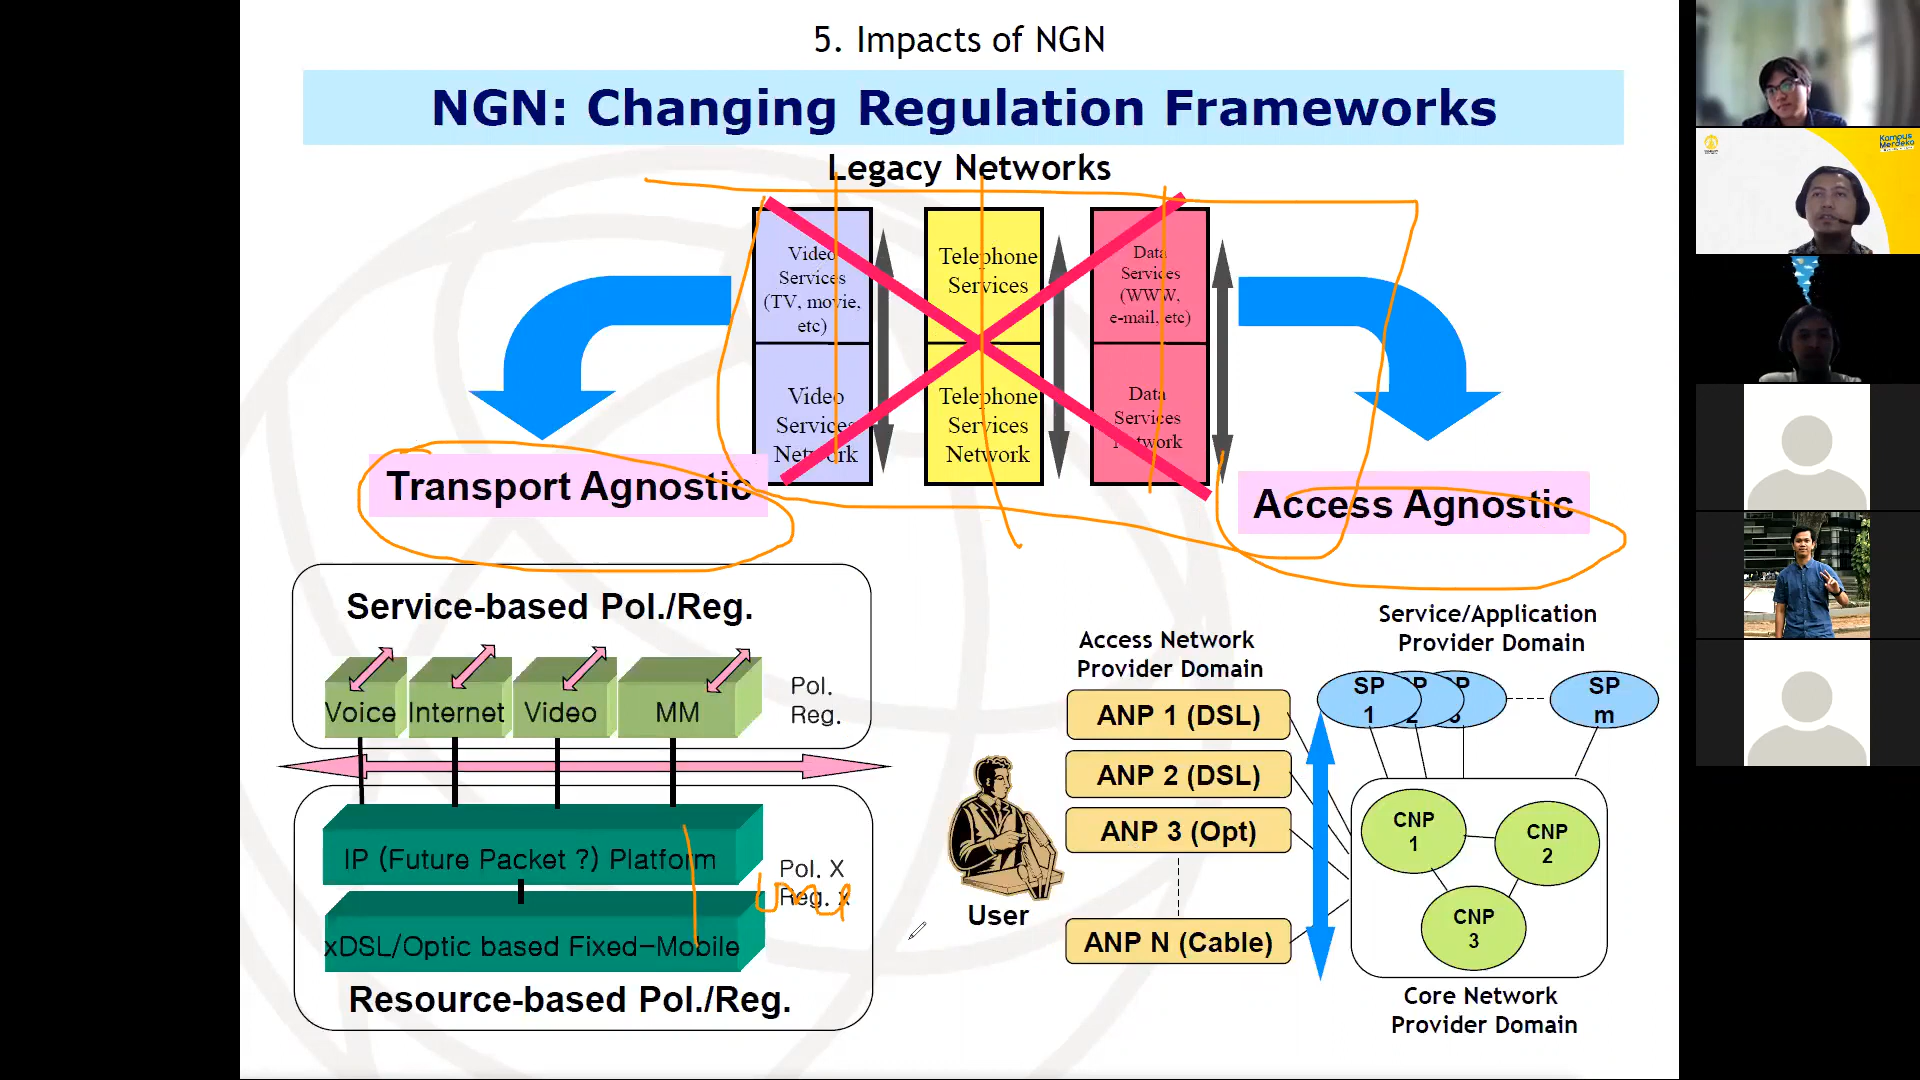 5. Impacts of NGN
NGN: Changing Regulation Frameworks
Legacy Networks
Video
Services
(TV, movie,
etc)
Telephone
Services
Data
Services
(WWW,
e-mail, etc)
Video
Services
Network
Telephone
Services
Network
Data
Services
Network
Transport Agnostic
Access Agnostic
Service-based Pol./Reg.
Voice
Internet
Video
MM
Pol.
Reg.
IP (Future Packet ?) Platform
Pol. X
Reg. x
xDSL/Optic based Fixed-Mobile
Resource-based Pol./Reg.
User
Access Network
Provider Domain
ANP 1 (DSL)
ANP 2 (DSL)
ANP 3 (Opt)
ANP N (Cable)
Service/Application
Provider Domain
SP
1
P
2
P
3
SP
m
CNP
1
CNP
2
CNP
3
Core Network
Provider Domain
Kampus
Merdeka